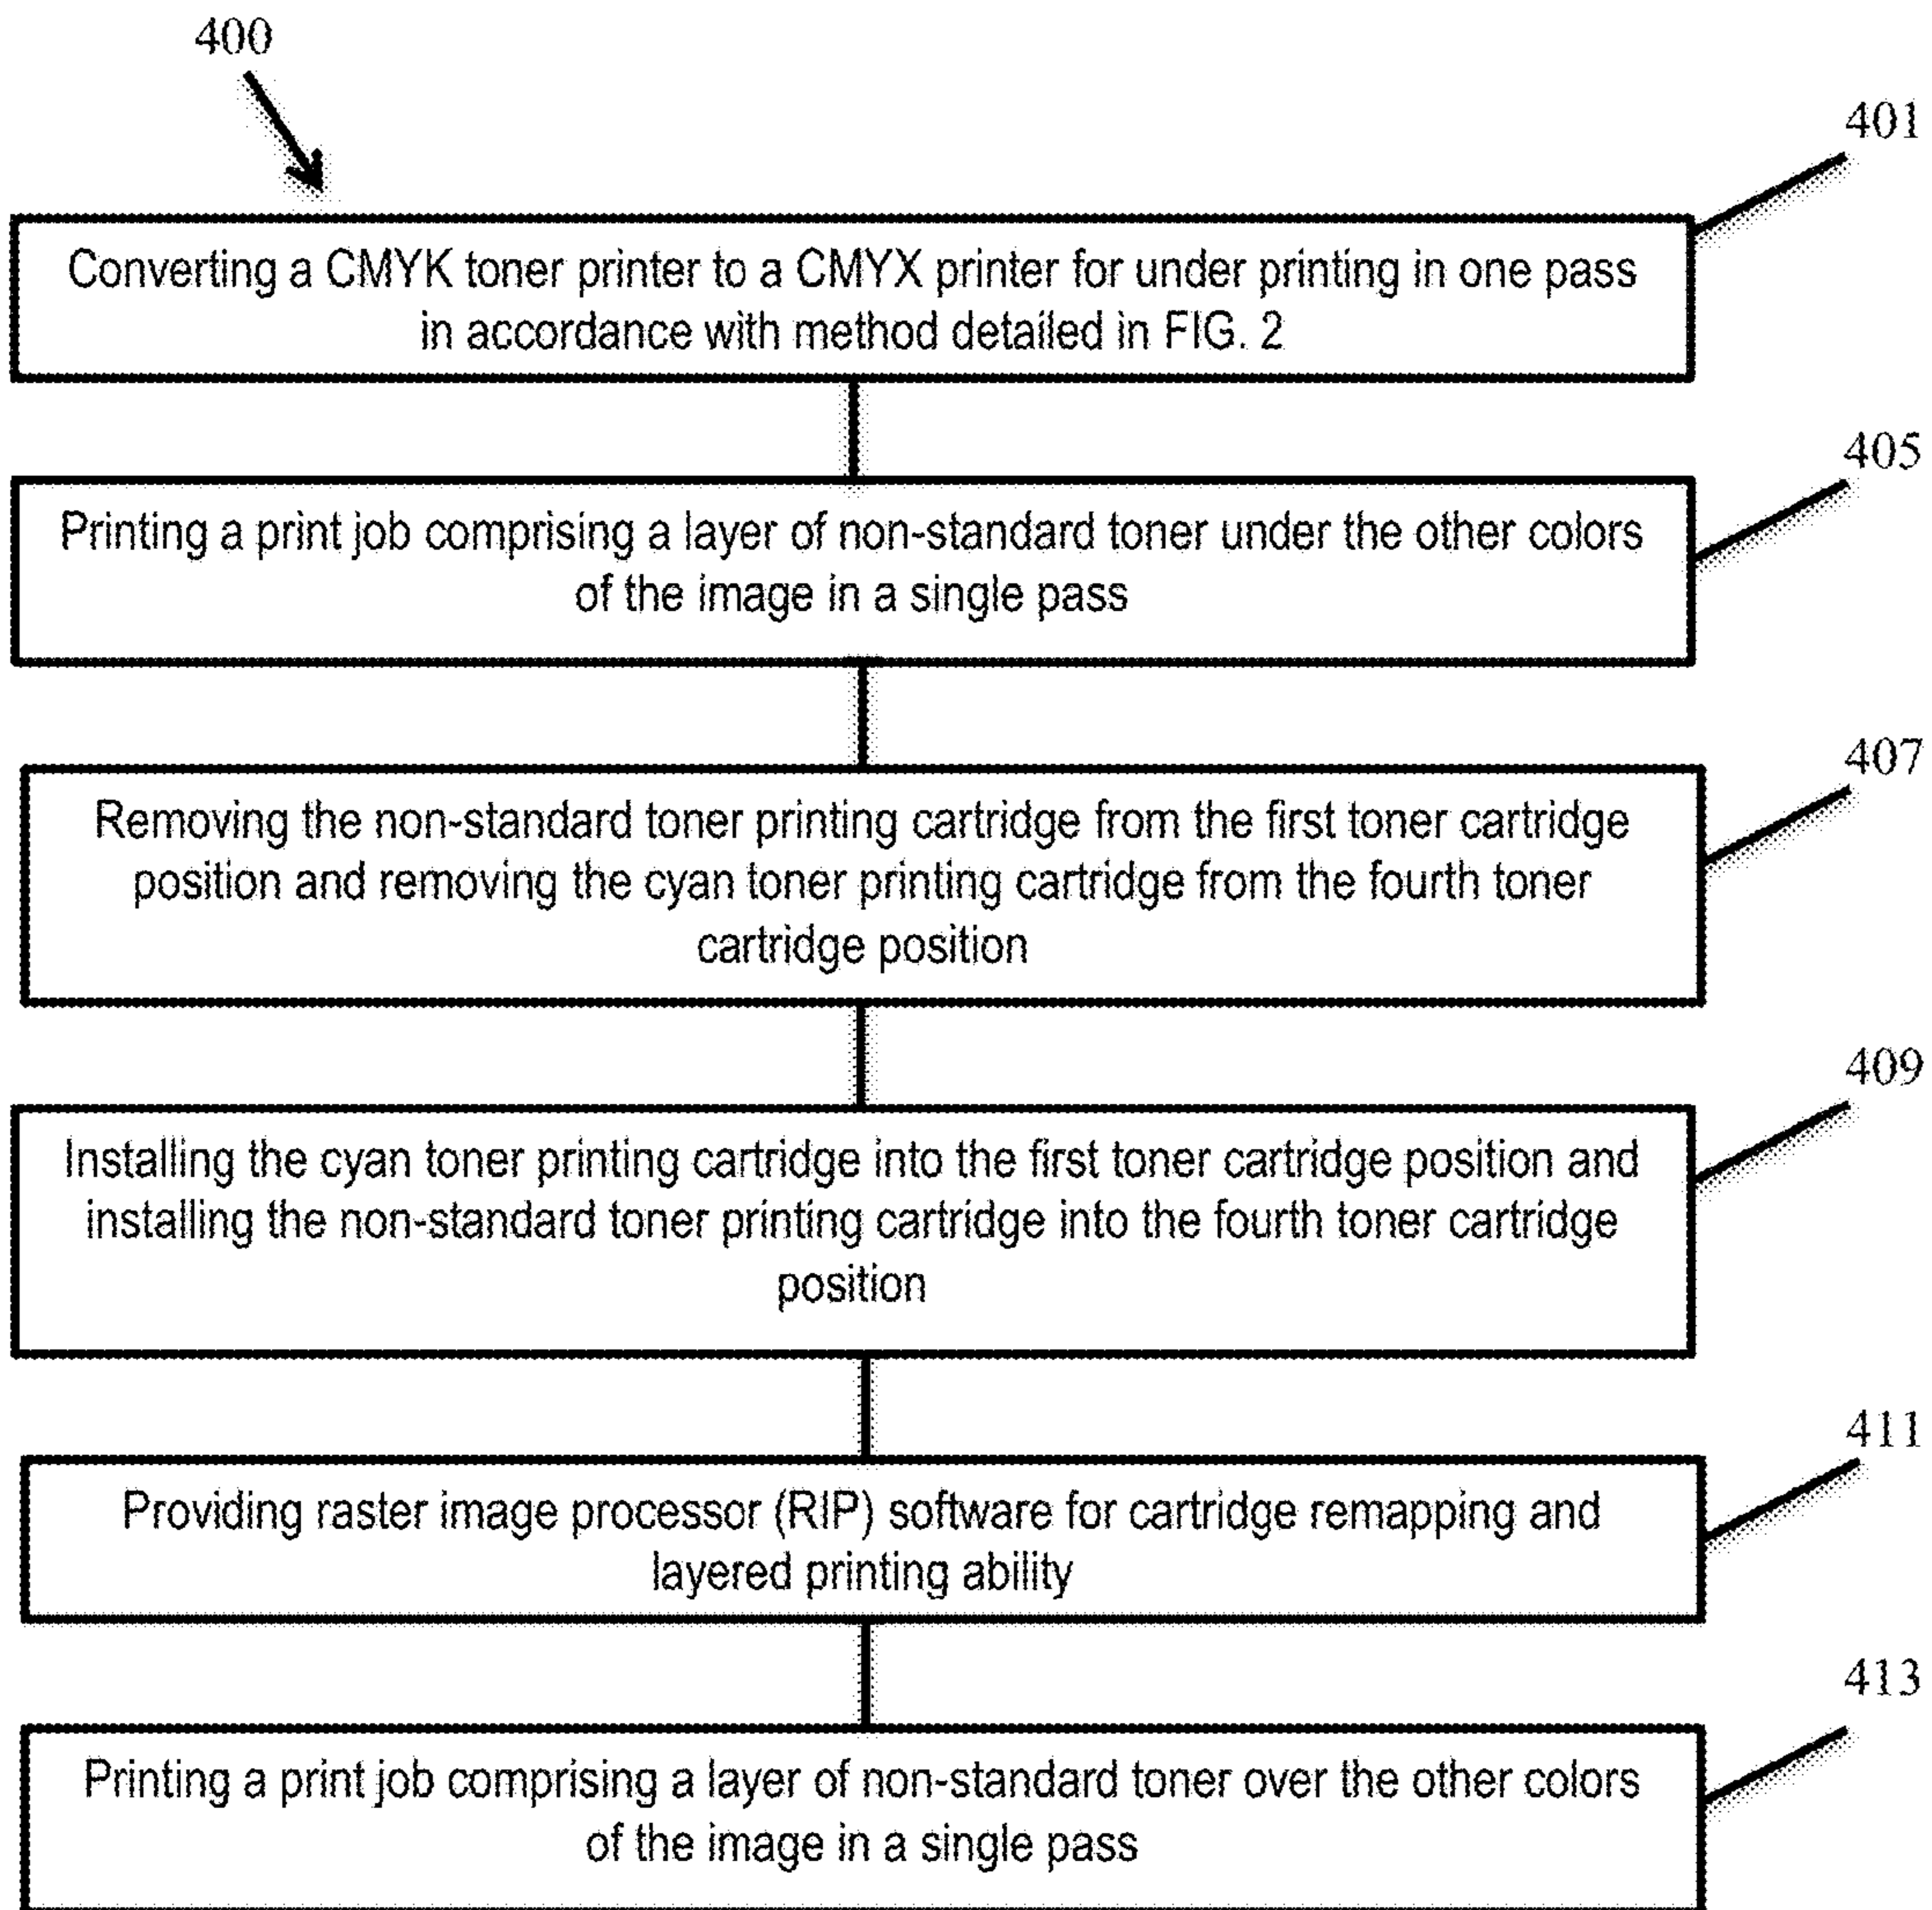 400
401
Converting a CMYK toner printer to a CMYX printer for under printing in one pass
in accordance with method detailed in FIG. 2
405
Printing a print job comprising a layer of non-standard toner under the other colors
of the image in a single pass
407
Removing the non-standard toner printing cartridge from the first toner cartridge
position and removing the cyan toner printing cartridge from the fourth toner
cartridge position
409
Installing the cyan toner printing cartridge into the first toner cartridge position and
installing the non-standard toner printing cartridge into the fourth toner cartridge
position
411
Providing raster image processor (RIP) software for cartridge remapping and
layered printing ability
413
Printing a print job comprising a layer of non-standard toner over the other colors
of the image in a single pass